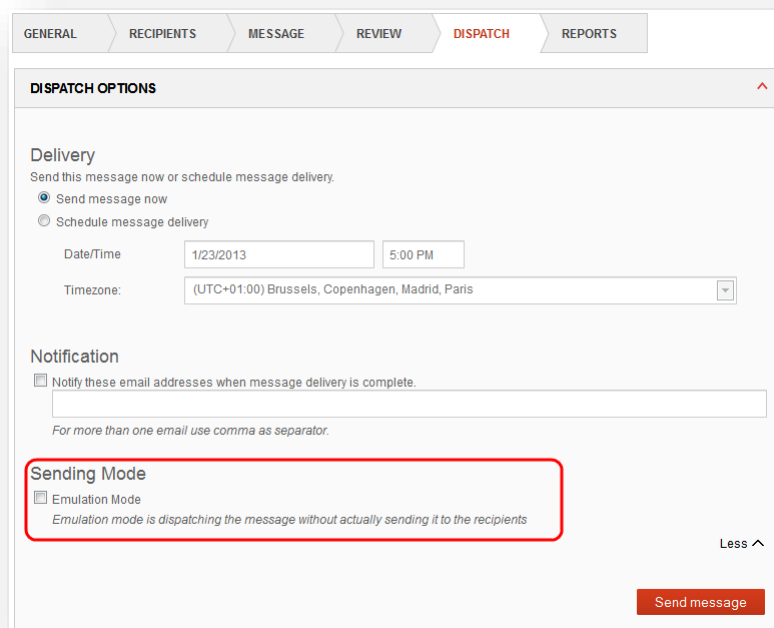 GENERAL RECIPIENTS MESSAGE REVIEW DISPATCH REPORTS
DISPATCH OPTIONS
Delivery
Send this message now or schedule message delivery.
Send message now
Schedule message delivery
Date/Time 1/23/2013 5:00 PM
Timezone: (UTC+01:00) Brussels, Copenhagen, Madrid, Paris
Notification
Notify these email addresses when message delivery is complete.
For more than one email use comma as separator.
Sending Mode
Emulation Mode
Emulation mode is dispatching the message without actually sending it to the recipients
Less
Send message